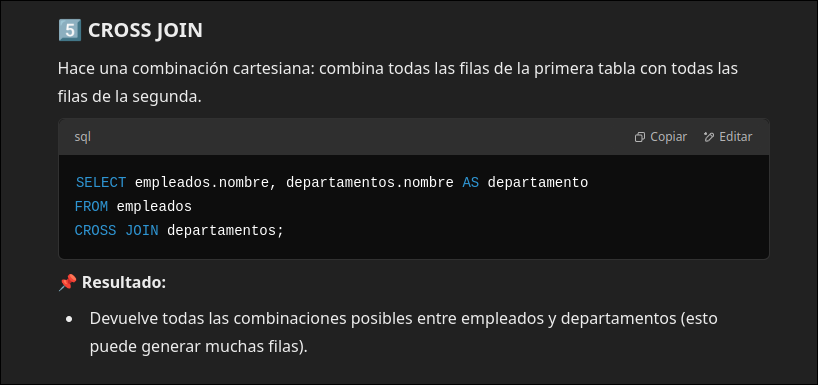 5️⃣ CROSS JOIN
Hace una combinación cartesiana: combina todas las filas de la primera tabla con todas las
filas de la segunda.
sql Copiar Editar
SELECT empleados.nombre, departamentos.nombre AS departamento
FROM empleados
CROSS JOIN departamentos;
📌 Resultado:
• Devuelve todas las combinaciones posibles entre empleados y departamentos (esto
puede generar muchas filas).